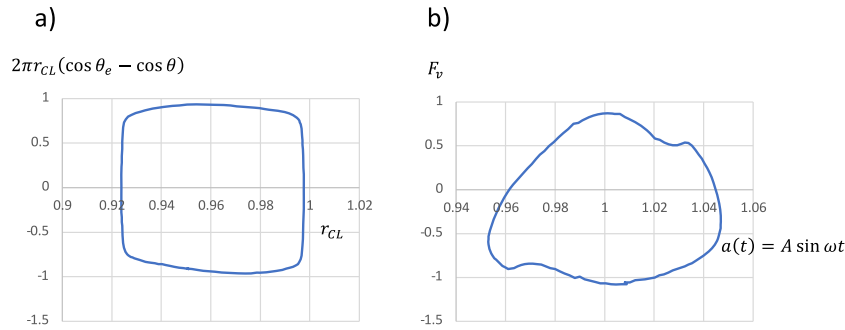 a)
2πr_CL(cos θ_e − cos θ)
1
0.5
0
-0.5
-1
-1.5
0.9 0.92 0.94 0.96 0.98 1 1.02
r_CL
b)
F_v
1
0.5
0
-0.5
-1
-1.5
0.94 0.96 0.98 1 1.02 1.04 1.06
a(t) = A sin ωt